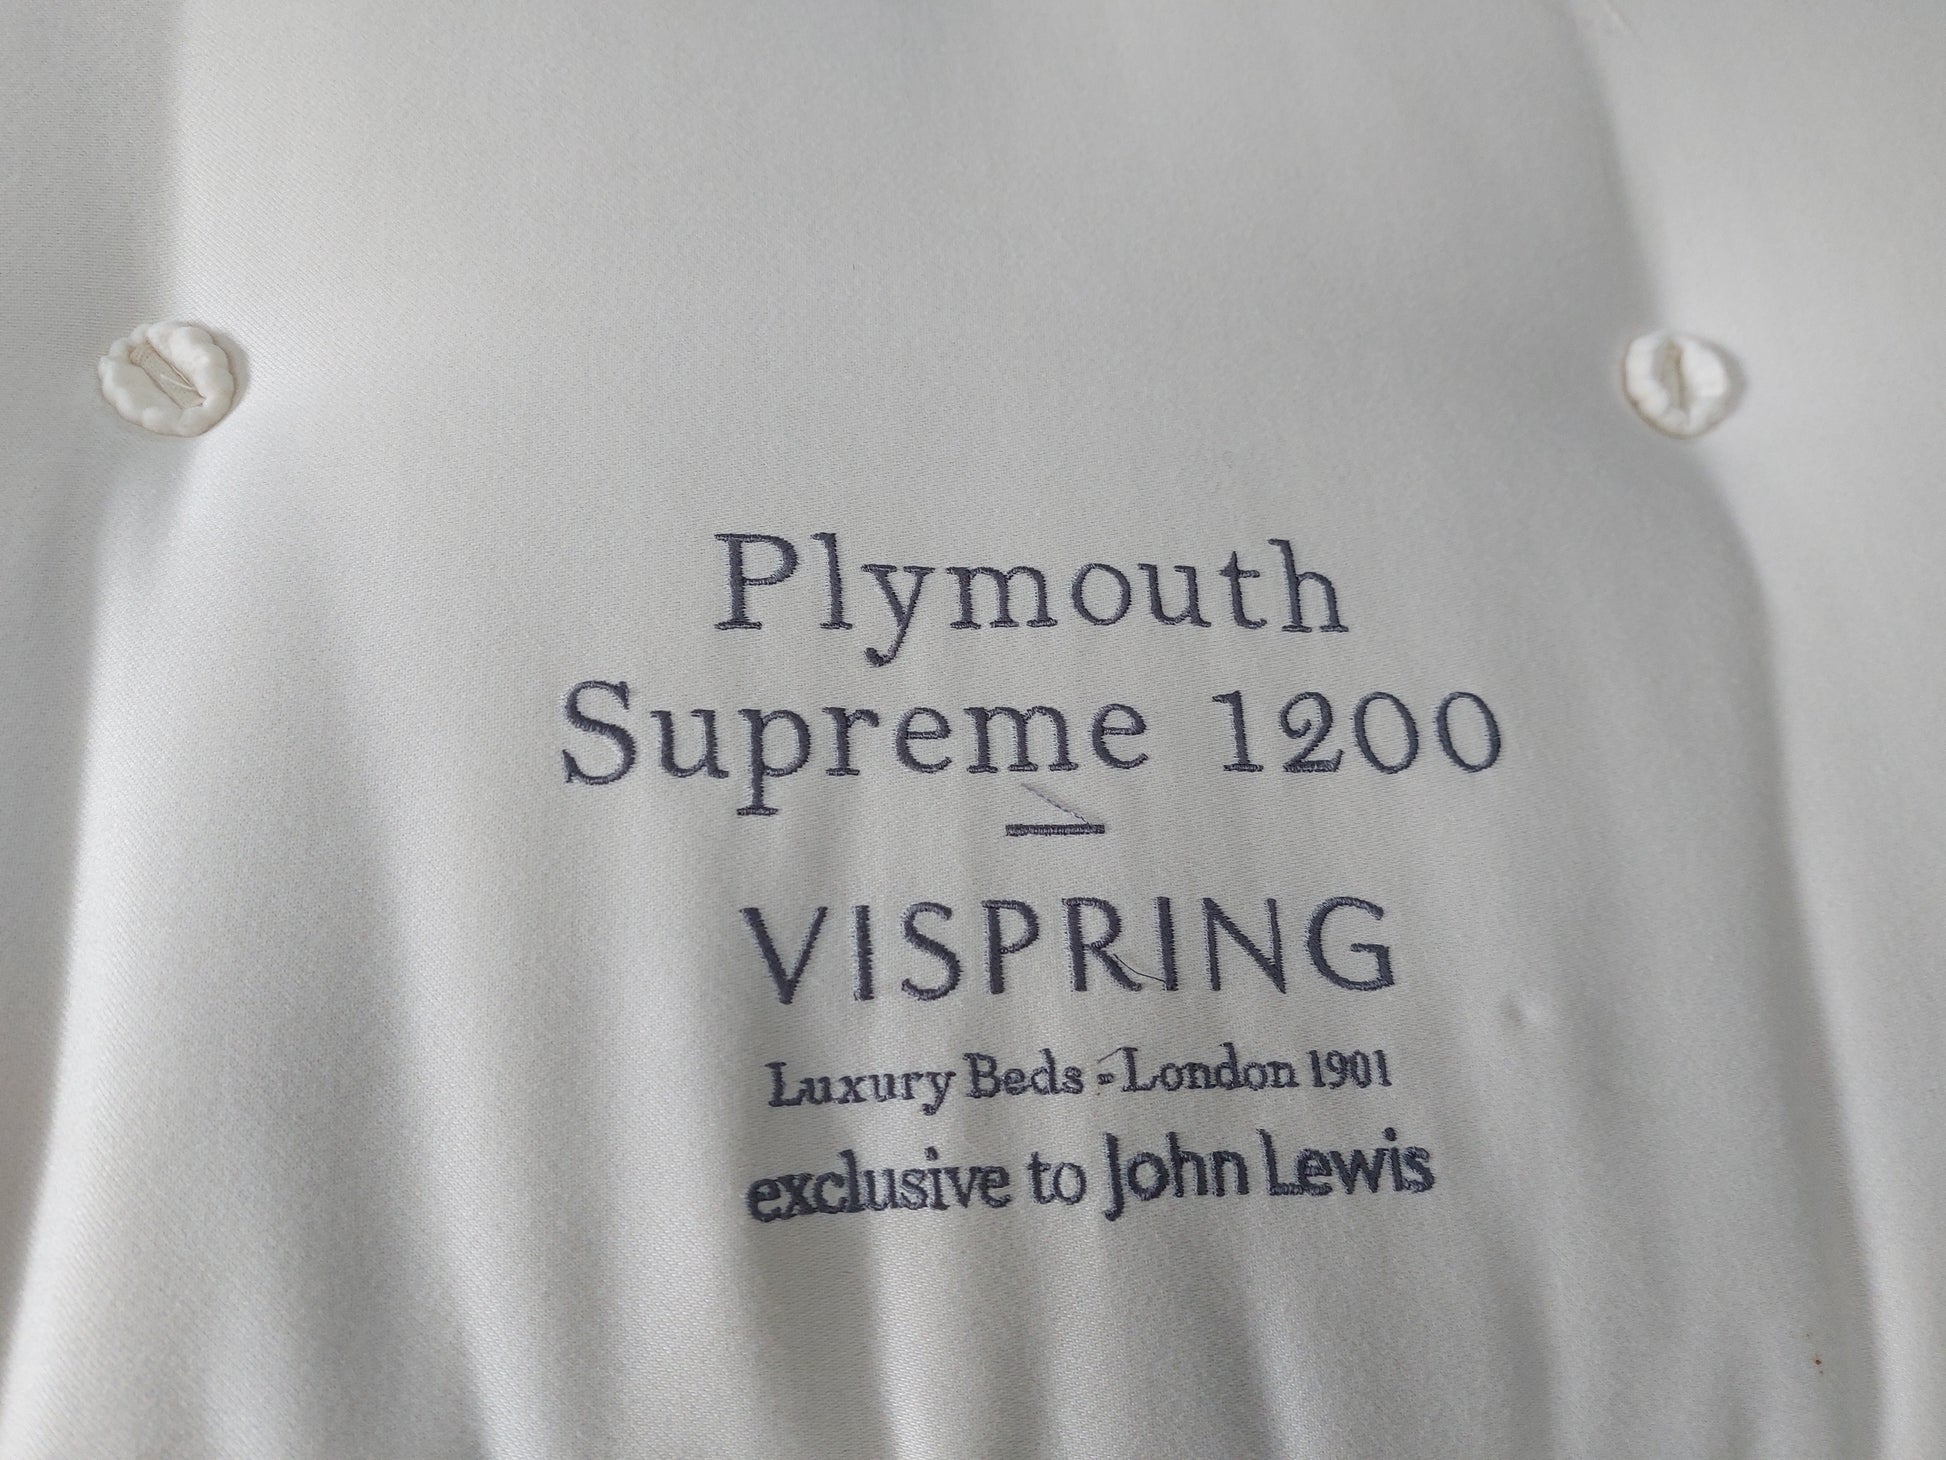 Plymouth
Supreme 1200
VISPRING
Luxury Beds - London 1901
exclusive to John Lewis